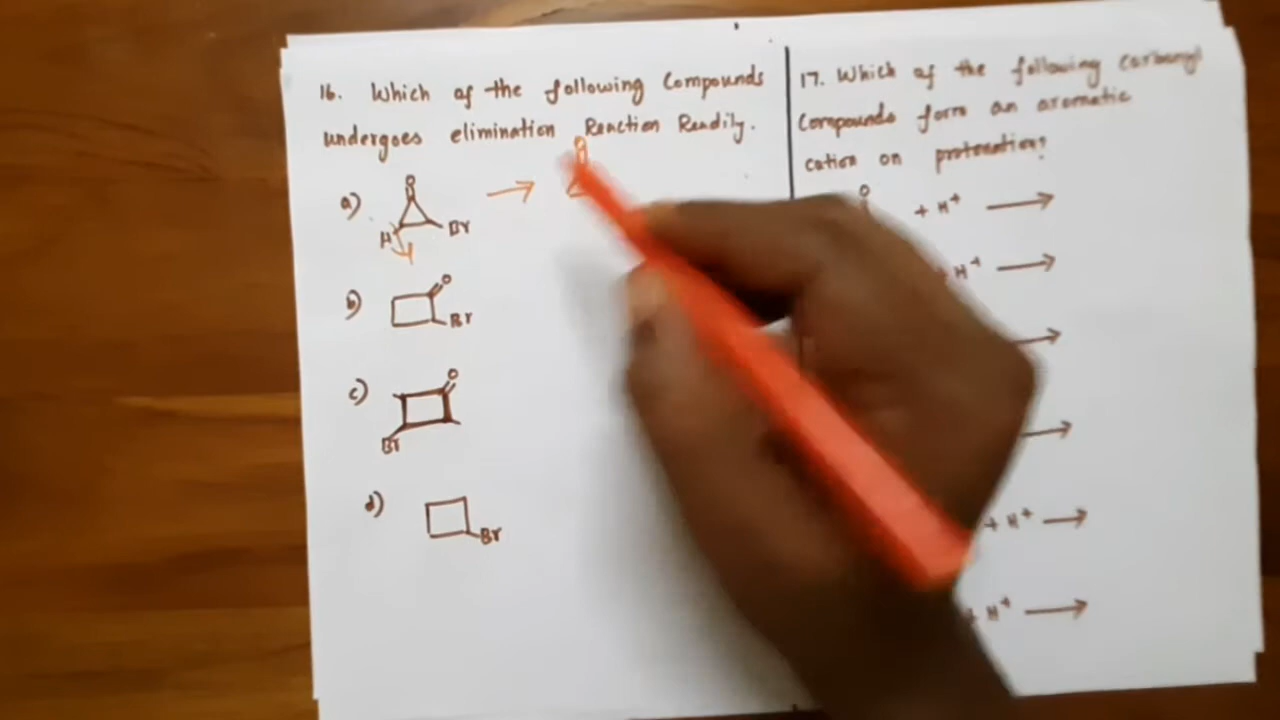 16. Which of the following Compounds
undergoes elimination Reaction Readily.
a)
O
H
Br
b)
O
Br
c)
O
Br
d)
Br
17. Which of the following carbonyl
Compounds form an aromatic
cation on protonation?
O
+ H⁺ →
+ H⁺ →
→
→
+ H⁺ →
+ H⁺ →